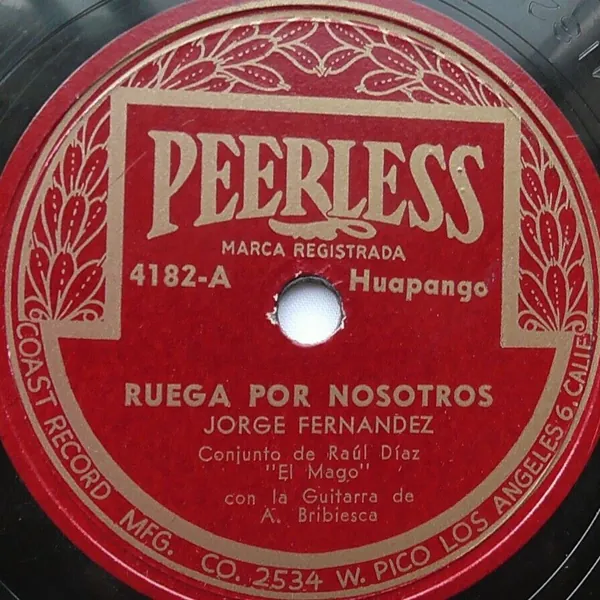 PEERLESS
MARCA REGISTRADA
4182-A Huapango
RUEGA POR NOSOTROS
JORGE FERNANDEZ
Conjunto de Raúl Díaz
"El Mago"
con la Guitarra de
A. Bribiesca
COAST RECORD MFG. CO. 2534 W. PICO LOS ANGELES 6, CALIF.